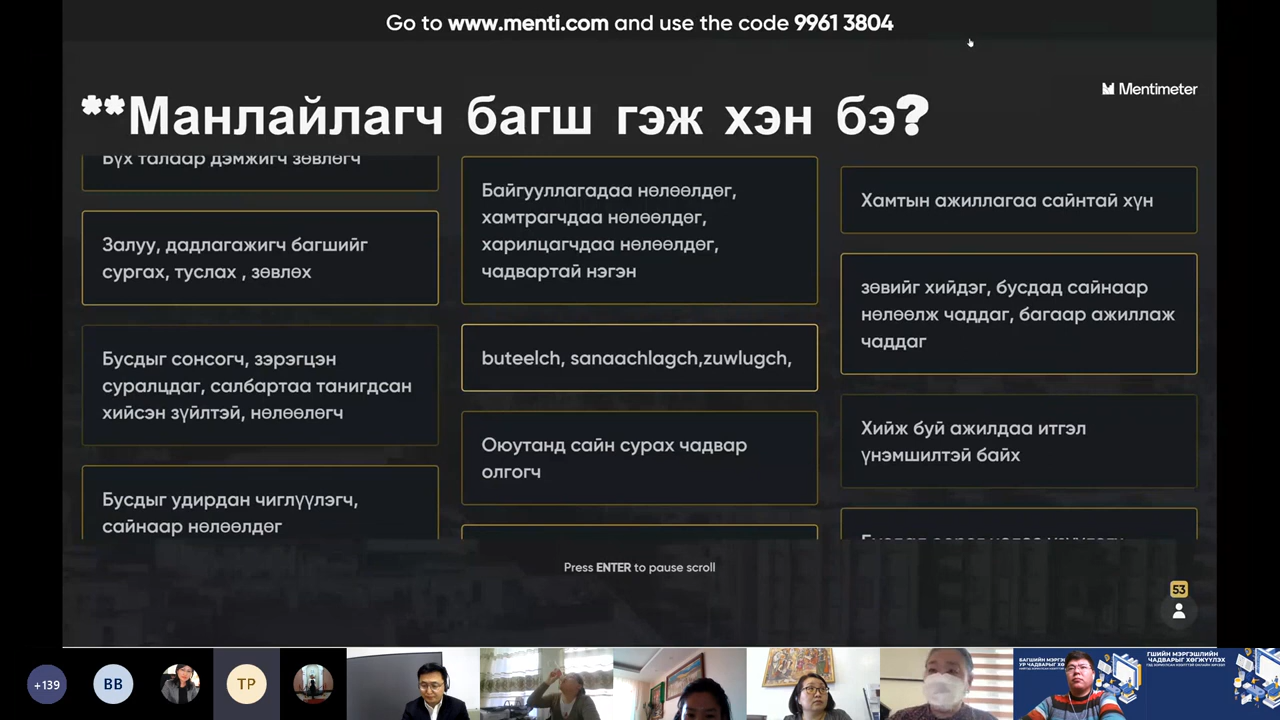 Go to www.menti.com and use the code 9961 3804
Mentimeter
**Манлайлагч багш гэж хэн бэ?
Бүх талаар дэмжигч зөвлөгч
Залуу, дадлагажигч багшийг
сургах, туслах , зөвлөх
Бусдыг сонсогч, зэрэгцэн
суралцдаг, салбартаа танигдсан
хийсэн зүйлтэй, нөлөөлөгч
Бусдыг удирдан чиглүүлэгч,
сайнаар нөлөөлдөг
Байгууллагадаа нөлөөлдөг,
хамтрагчдаа нөлөөлдөг,
харилцагчдаа нөлөөлдөг,
чадвартай нэгэн
buteelch, sanaachlagch,zuwlugch,
Оюутанд сайн сурах чадвар
олгогч
Хамтын ажиллагаа сайнтай хүн
зөвийг хийдэг, бусдад сайнаар
нөлөөлж чаддаг, багаар ажиллаж
чаддаг
Хийж буй ажилдаа итгэл
үнэмшилтэй байх
Press ENTER to pause scroll
53
+139
BB
TP